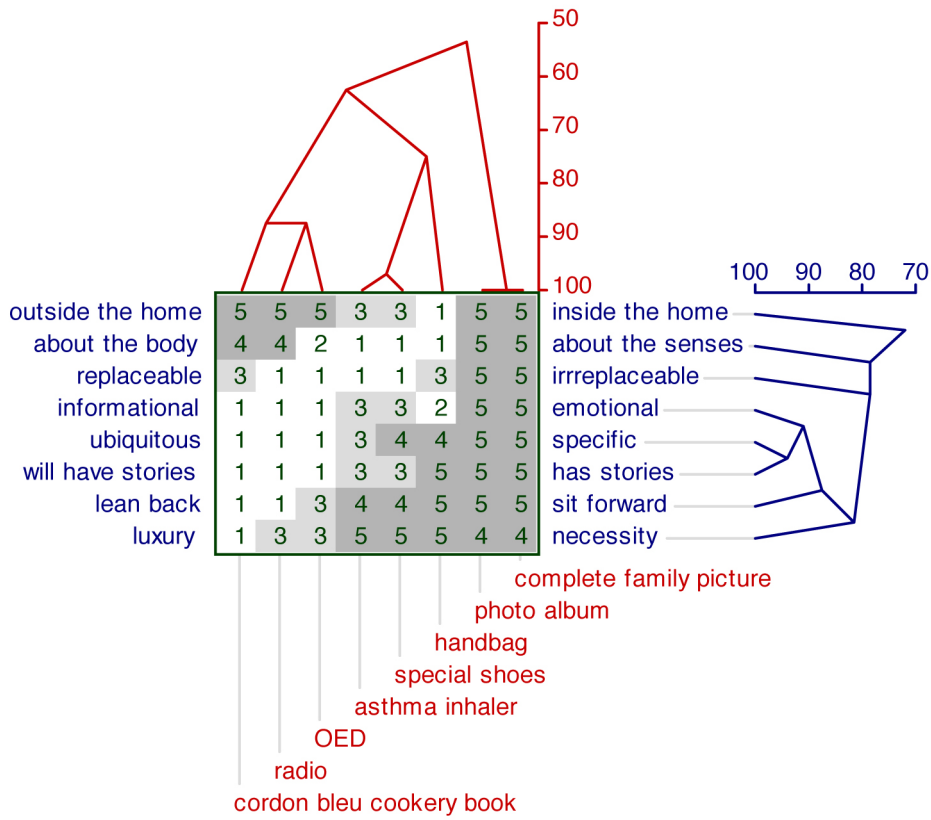 50
60
70
80
90
100
100 90 80 70
outside the home 5 5 5 3 3 1 5 5 inside the home
about the body 4 4 2 1 1 1 5 5 about the senses
replaceable 3 1 1 1 1 3 5 5 irrreplaceable
informational 1 1 1 3 3 2 5 5 emotional
ubiquitous 1 1 1 3 4 4 5 5 specific
will have stories 1 1 1 3 3 5 5 5 has stories
lean back 1 1 3 4 4 5 5 5 sit forward
luxury 1 3 3 5 5 5 4 4 necessity
complete family picture
photo album
handbag
special shoes
asthma inhaler
OED
radio
cordon bleu cookery book